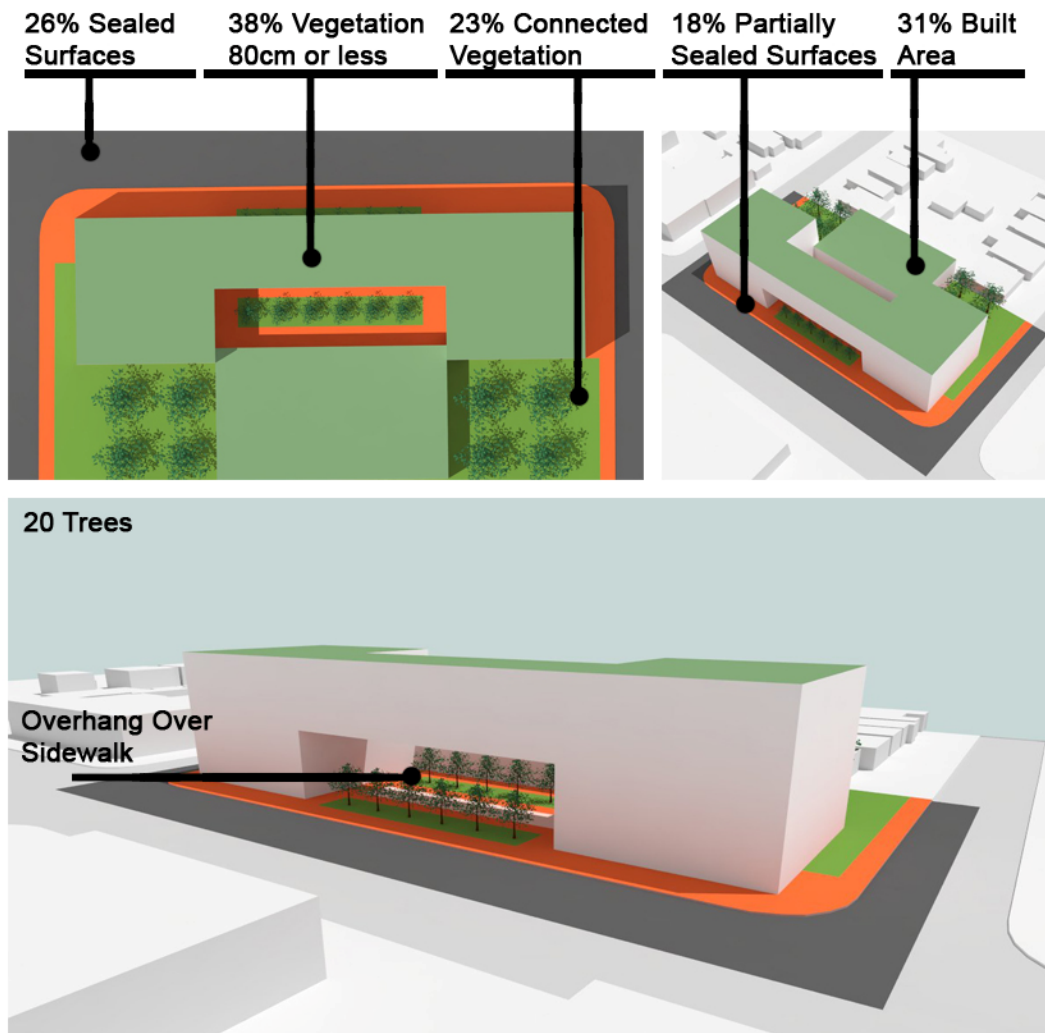 26% Sealed
Surfaces
38% Vegetation
80cm or less
23% Connected
Vegetation
18% Partially
Sealed Surfaces
31% Built
Area
20 Trees
Overhang Over
Sidewalk